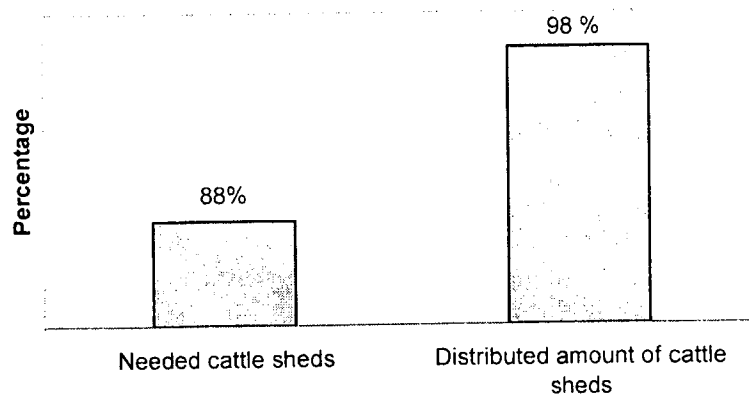 98 %
88%
Percentage
Needed cattle sheds
Distributed amount of cattle
sheds